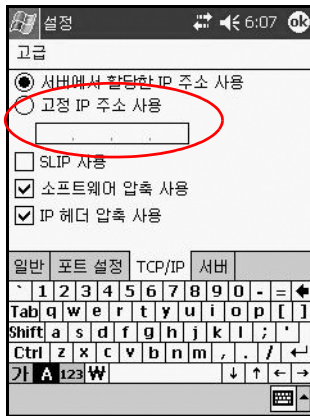 설정 6:07 ok
고급
서버에서 할당한 IP 주소 사용
고정 IP 주소 사용
. . .
SLIP 사용
소프트웨어 압축 사용
IP 헤더 압축 사용
일반 포트 설정 TCP/IP 서버
` 1 2 3 4 5 6 7 8 9 0 - =
Tab q w e r t y u i o p [ ]
Shift a s d f g h j k l ; '
Ctrl z x c v b n m , . / ↵
가 A 123 ₩ ↓ ↑ ← →